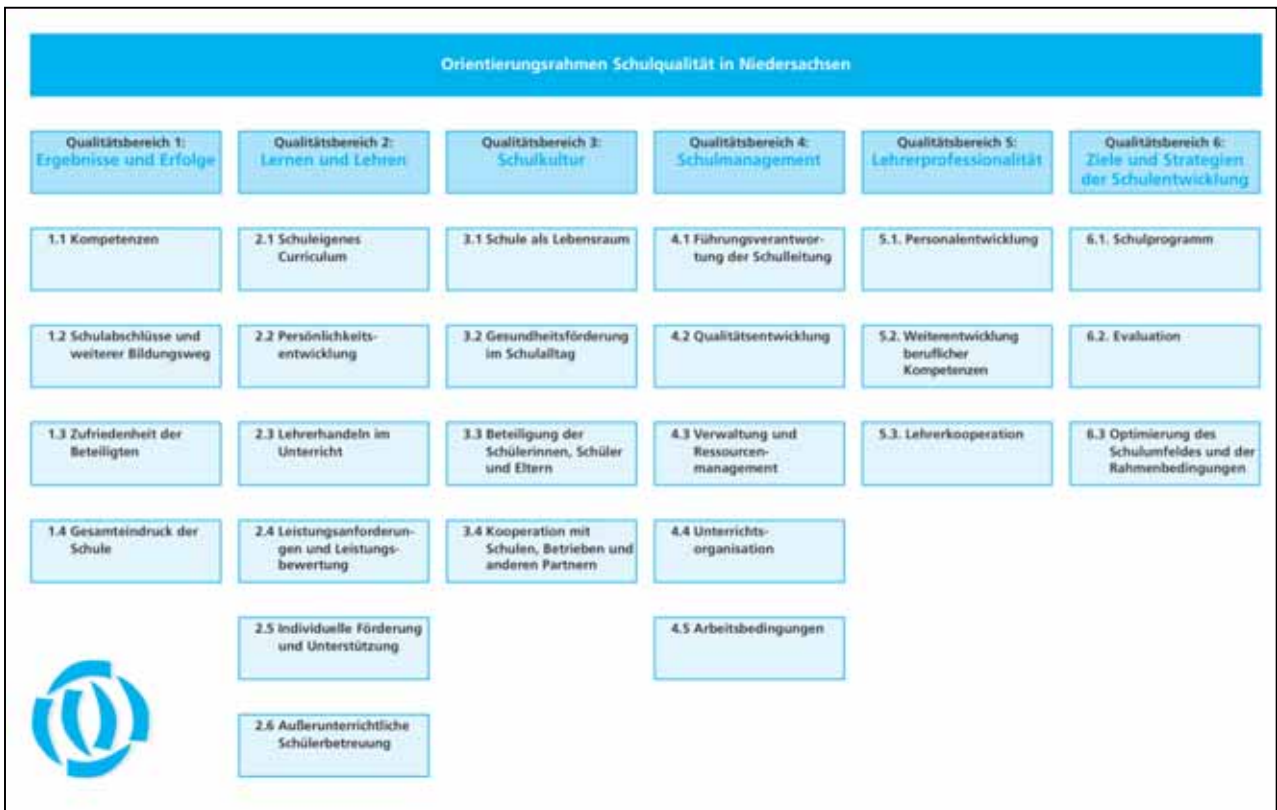 Orientierungsrahmen Schulqualität in Niedersachsen
Qualitätsbereich 1:
Ergebnisse und Erfolge
1.1 Kompetenzen
1.2 Schulabschlüsse und
weiterer Bildungsweg
1.3 Zufriedenheit der
Beteiligten
1.4 Gesamteindruck der
Schule
Qualitätsbereich 2:
Lernen und Lehren
2.1 Schuleigenes
Curriculum
2.2 Persönlichkeits-
entwicklung
2.3 Lehrerhandeln im
Unterricht
2.4 Leistungsanforderun-
gen und Leistungs-
bewertung
2.5 Individuelle Förderung
und Unterstützung
2.6 Außerunterrichtliche
Schülerbetreuung
Qualitätsbereich 3:
Schulkultur
3.1 Schule als Lebensraum
3.2 Gesundheitsförderung
im Schulalltag
3.3 Beteiligung der
Schülerinnen, Schüler
und Eltern
3.4 Kooperation mit
Schulen, Betrieben und
anderen Partnern
Qualitätsbereich 4:
Schulmanagement
4.1 Führungsverantwor-
tung der Schulleitung
4.2 Qualitätsentwicklung
4.3 Verwaltung und
Ressourcen-
management
4.4 Unterrichts-
organisation
4.5 Arbeitsbedingungen
Qualitätsbereich 5:
Lehrerprofessionalität
5.1. Personalentwicklung
5.2. Weiterentwicklung
beruflicher
Kompetenzen
5.3. Lehrerkooperation
Qualitätsbereich 6:
Ziele und Strategien
der Schulentwicklung
6.1. Schulprogramm
6.2. Evaluation
6.3 Optimierung des
Schulumfeldes und der
Rahmenbedingungen